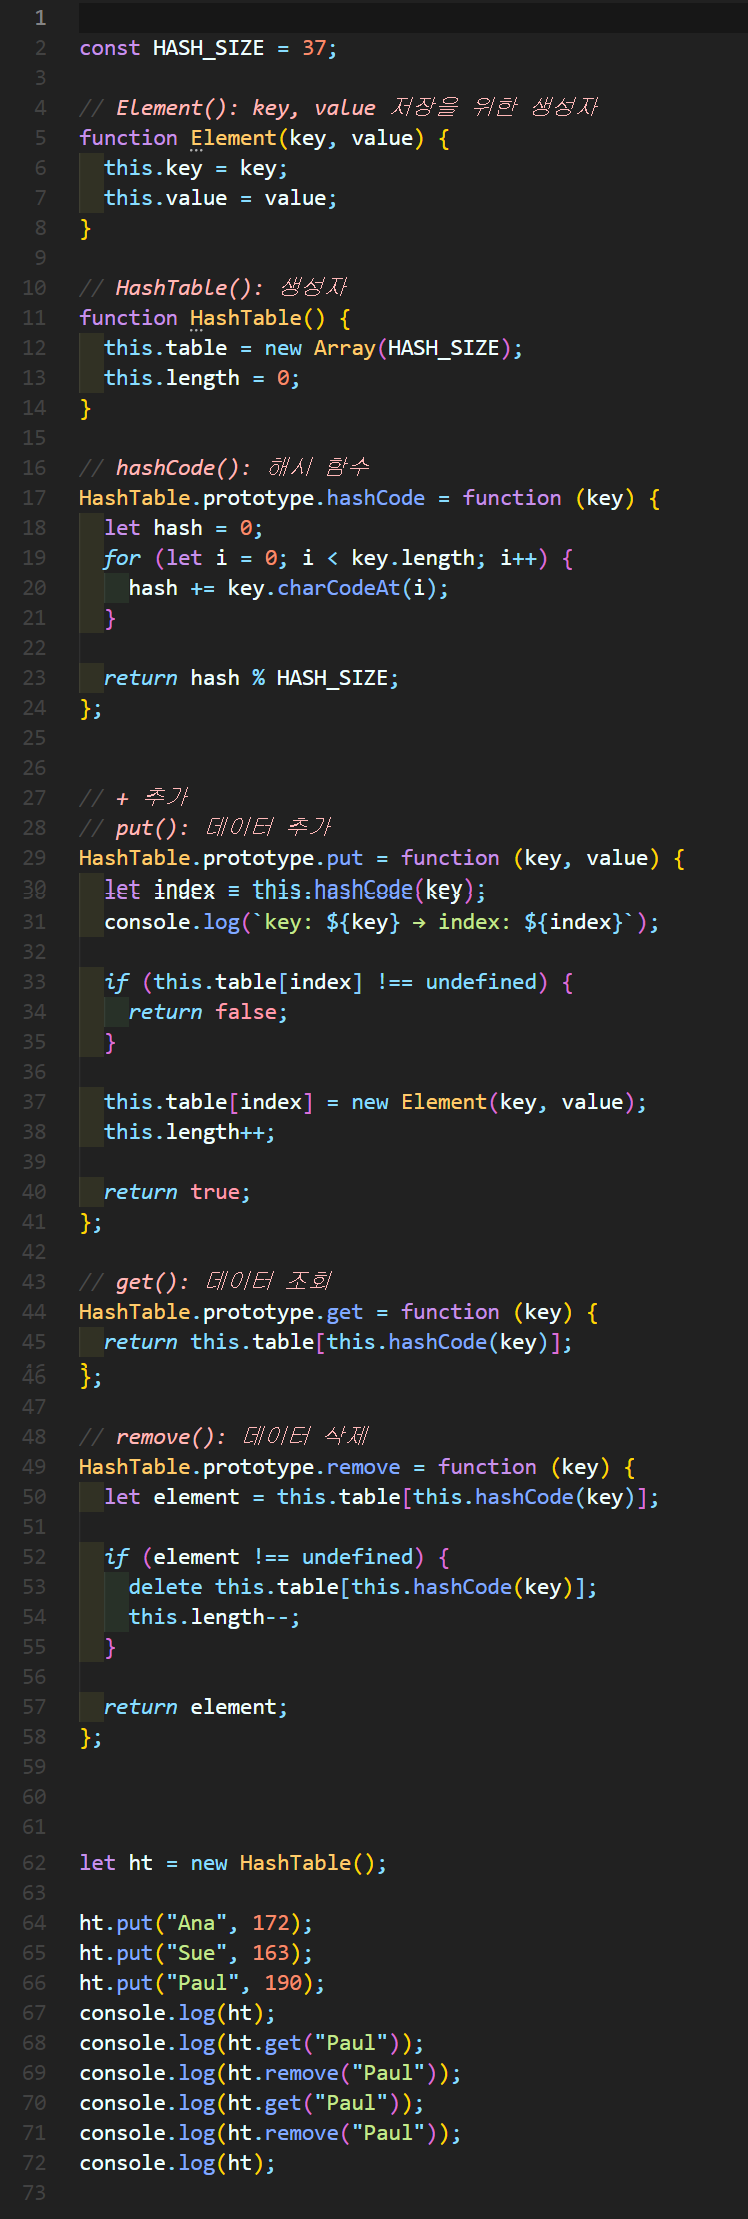 1
2 const HASH_SIZE = 37;
3
4 // Element(): key, value 저장을 위한 생성자
5 function Element(key, value) {
6   this.key = key;
7   this.value = value;
8 }
9
10 // HashTable(): 생성자
11 function HashTable() {
12   this.table = new Array(HASH_SIZE);
13   this.length = 0;
14 }
15
16 // hashCode(): 해시 함수
17 HashTable.prototype.hashCode = function (key) {
18   let hash = 0;
19   for (let i = 0; i < key.length; i++) {
20     hash += key.charCodeAt(i);
21   }
22
23   return hash % HASH_SIZE;
24 };
25
26
27 // + 추가
28 // put(): 데이터 추가
29 HashTable.prototype.put = function (key, value) {
30   let index = this.hashCode(key);
31   console.log(`key: ${key} → index: ${index}`);
32
33   if (this.table[index] !== undefined) {
34     return false;
35   }
36
37   this.table[index] = new Element(key, value);
38   this.length++;
39
40   return true;
41 };
42
43 // get(): 데이터 조회
44 HashTable.prototype.get = function (key) {
45   return this.table[this.hashCode(key)];
46 };
47
48 // remove(): 데이터 삭제
49 HashTable.prototype.remove = function (key) {
50   let element = this.table[this.hashCode(key)];
51
52   if (element !== undefined) {
53     delete this.table[this.hashCode(key)];
54     this.length--;
55   }
56
57   return element;
58 };
59
60
61
62 let ht = new HashTable();
63
64 ht.put("Ana", 172);
65 ht.put("Sue", 163);
66 ht.put("Paul", 190);
67 console.log(ht);
68 console.log(ht.get("Paul"));
69 console.log(ht.remove("Paul"));
70 console.log(ht.get("Paul"));
71 console.log(ht.remove("Paul"));
72 console.log(ht);
73